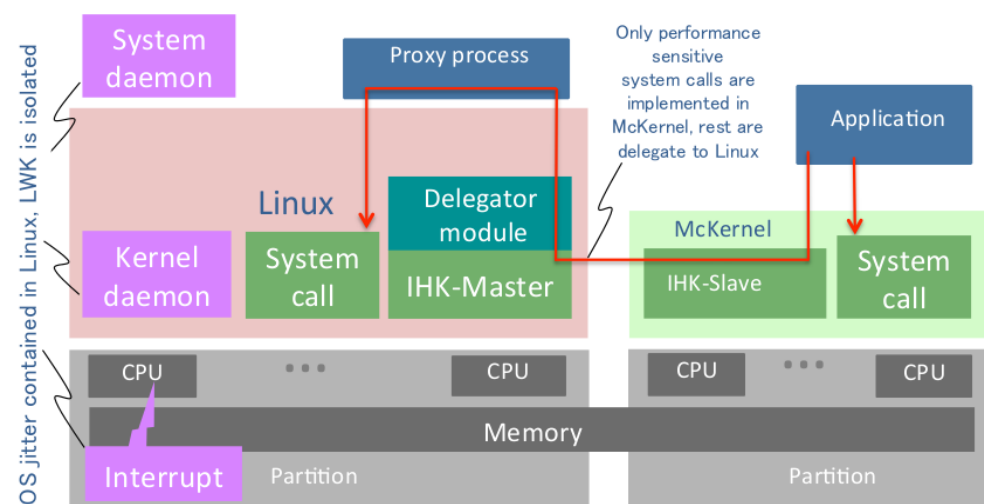 OS jitter contained in Linux, LWK is isolated
System
daemon
Proxy process
Only performance
sensitive
system calls are
implemented in
McKernel, rest are
delegate to Linux
Application
Linux
Delegator
module
Kernel
daemon
System
call
IHK-Master
McKernel
IHK-Slave
System
call
CPU
...
CPU
CPU
...
CPU
Memory
Interrupt
Partition
Partition